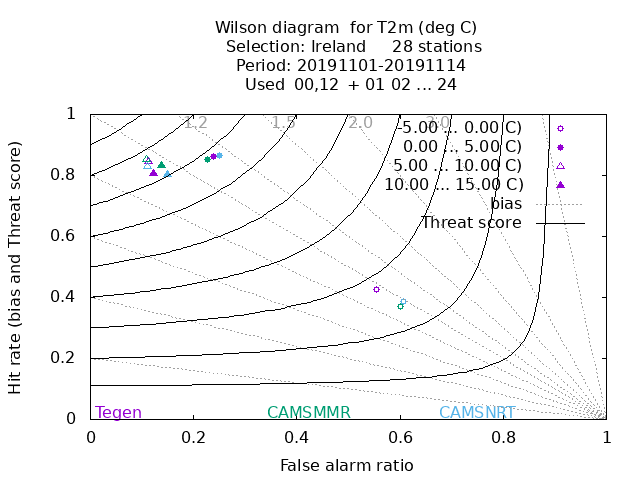 Wilson diagram  for T2m (deg C)
Selection: Ireland     28 stations
Period: 20191101-20191114
Used  00,12  + 01 02 ... 24
Hit rate (bias and Threat score)
1
0.8
0.6
0.4
0.2
0
1.2
1.5
2.0
3.0
-5.00 ... 0.00 C)
0.00 ... 5.00 C)
5.00 ... 10.00 C)
10.00 ... 15.00 C)
bias
Threat score
Tegen
CAMSMMR
CAMSNRT
0
0.2
0.4
0.6
0.8
1
False alarm ratio